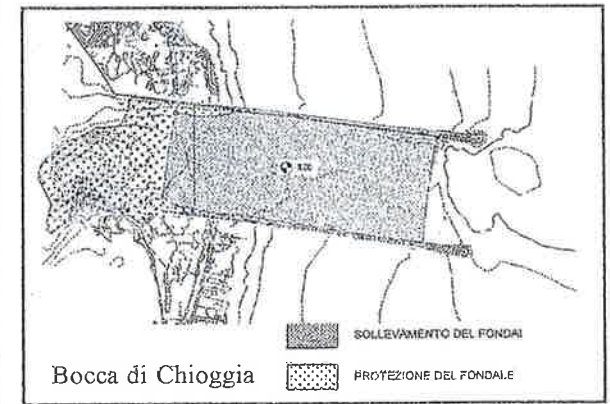 SOLLEVAMENTO DEL FONDAI
Bocca di Chioggia
PROTEZIONE DEL FONDALE